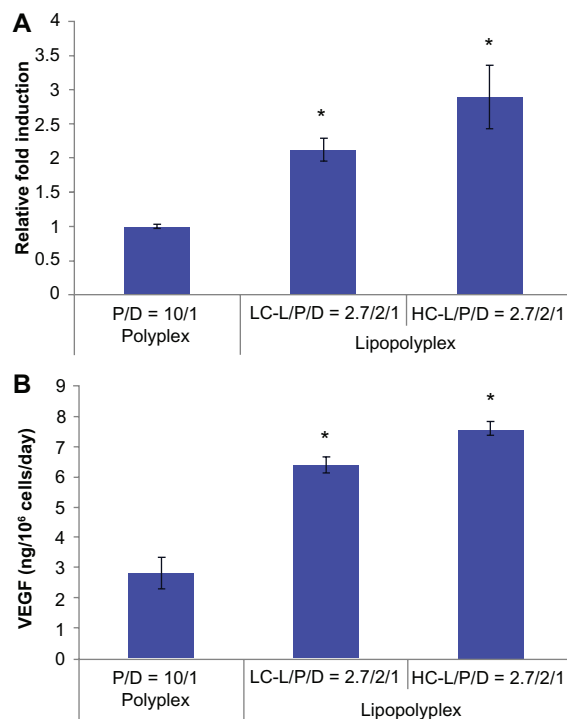 A
Relative fold induction
4
3.5
3
2.5
2
1.5
1
0.5
0
*
*
P/D = 10/1
LC-L/P/D = 2.7/2/1
HC-L/P/D = 2.7/2/1
Polyplex
Lipopolyplex
B
VEGF (ng/10⁶ cells/day)
9
8
7
6
5
4
3
2
1
0
*
*
P/D = 10/1
LC-L/P/D = 2.7/2/1
HC-L/P/D = 2.7/2/1
Polyplex
Lipopolyplex